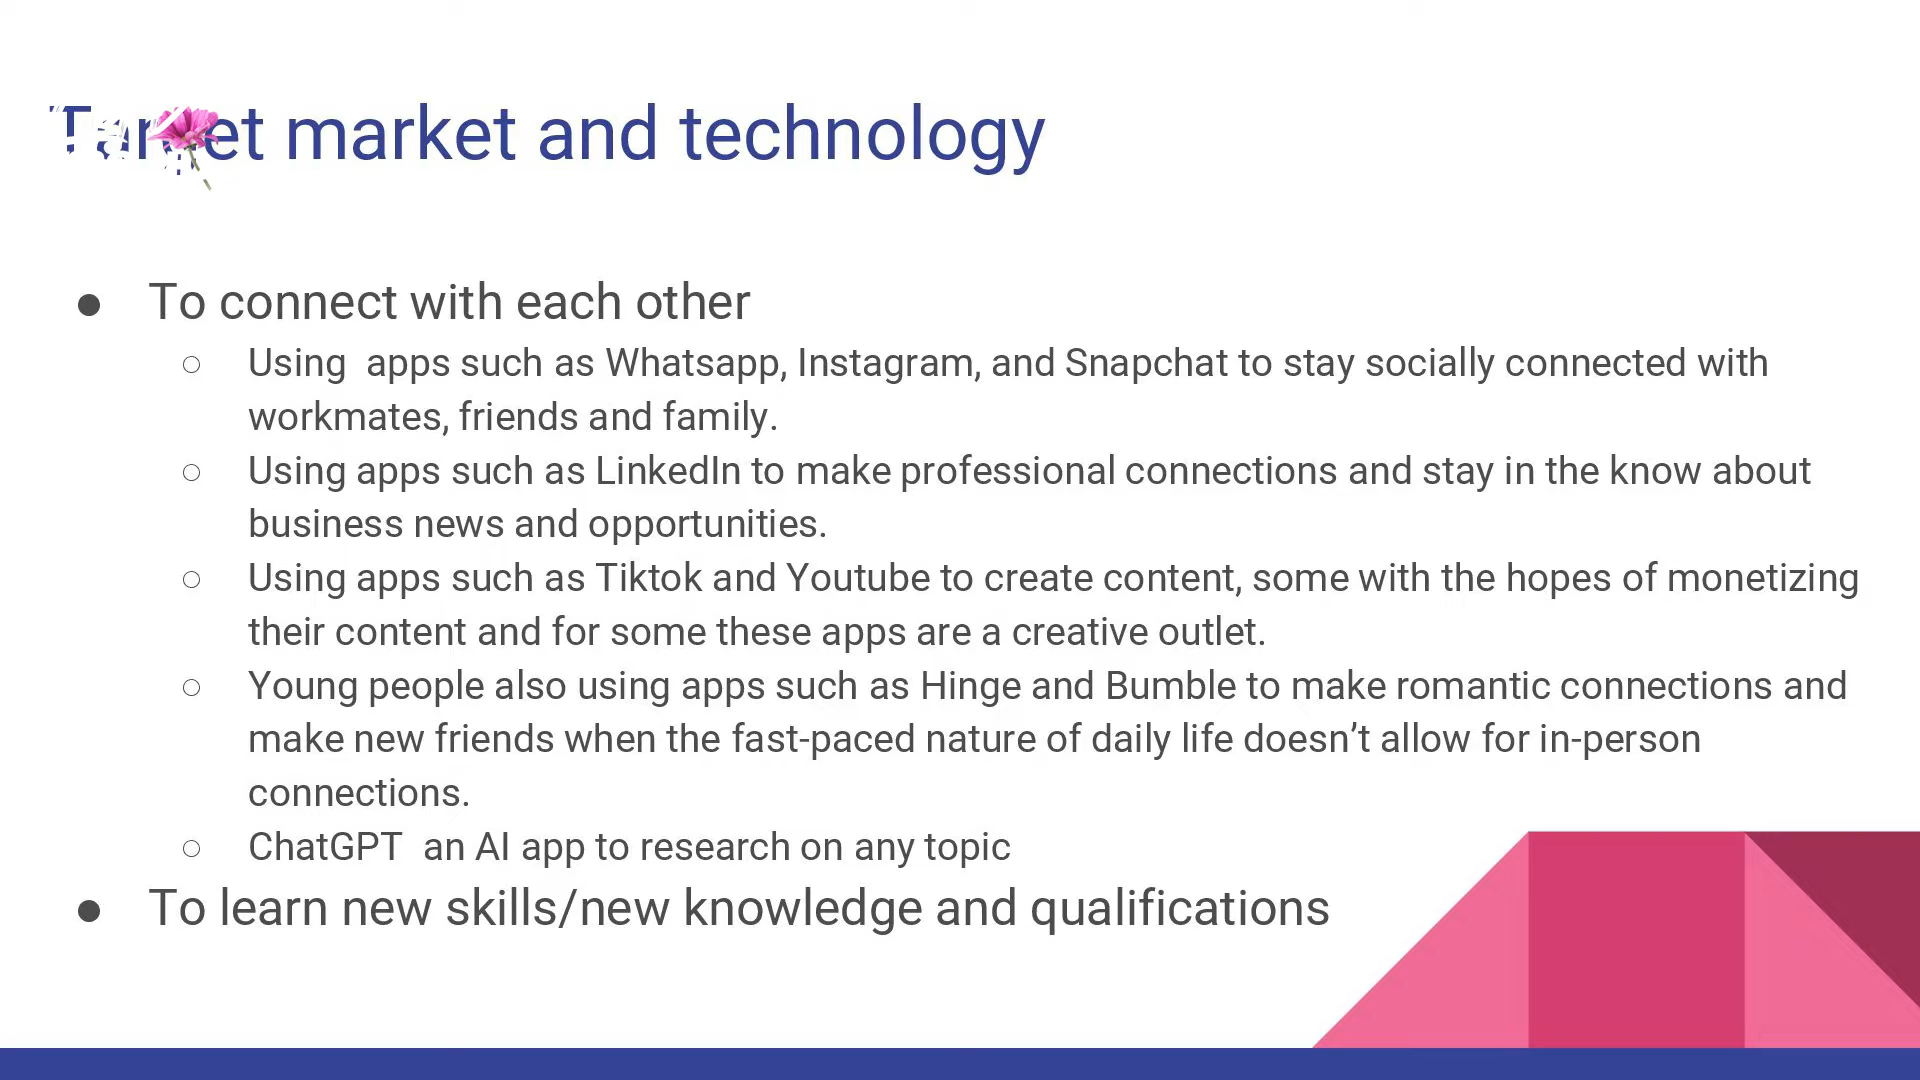 Target market and technology
● To connect with each other
○ Using  apps such as Whatsapp, Instagram, and Snapchat to stay socially connected with
workmates, friends and family.
○ Using apps such as LinkedIn to make professional connections and stay in the know about
business news and opportunities.
○ Using apps such as Tiktok and Youtube to create content, some with the hopes of monetizing
their content and for some these apps are a creative outlet.
○ Young people also using apps such as Hinge and Bumble to make romantic connections and
make new friends when the fast-paced nature of daily life doesn’t allow for in-person
connections.
○ ChatGPT  an AI app to research on any topic
● To learn new skills/new knowledge and qualifications